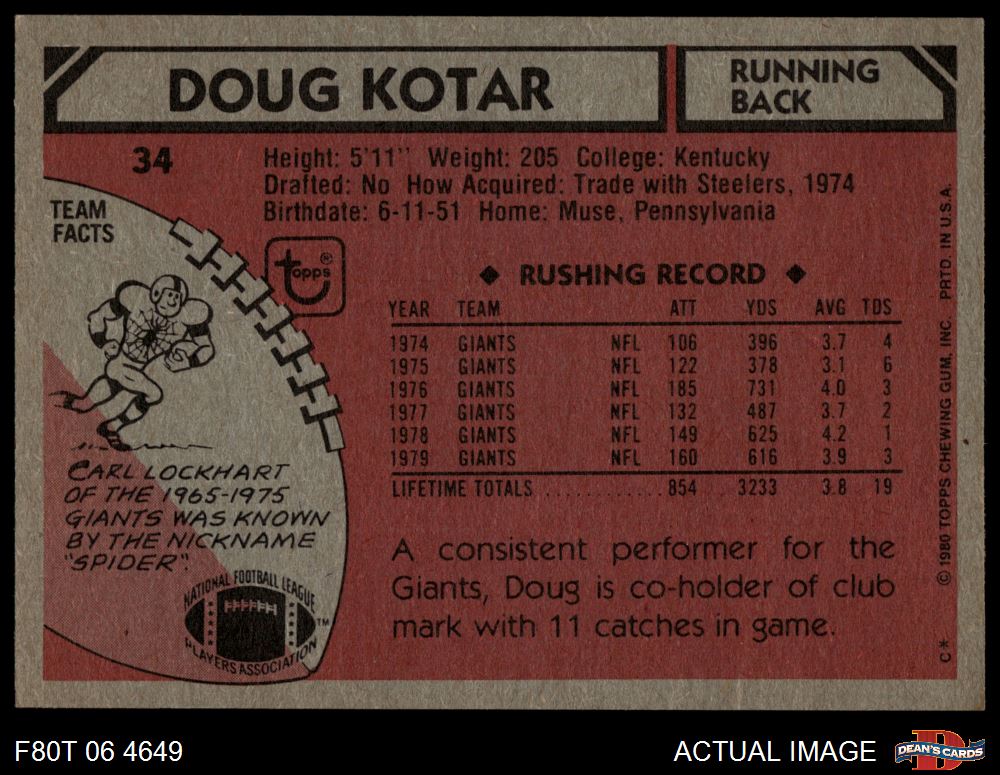 DOUG KOTAR
RUNNING
BACK
34
Height: 5'11" Weight: 205 College: Kentucky
Drafted: No How Acquired: Trade with Steelers, 1974
Birthdate: 6-11-51 Home: Muse, Pennsylvania
TEAM
FACTS
topps ®
◆ RUSHING RECORD ◆
YEAR TEAM ATT YDS AVG TDS
1974 GIANTS NFL 106 396 3.7 4
1975 GIANTS NFL 122 378 3.1 6
1976 GIANTS NFL 185 731 4.0 3
1977 GIANTS NFL 132 487 3.7 2
1978 GIANTS NFL 149 625 4.2 1
1979 GIANTS NFL 160 616 3.9 3
LIFETIME TOTALS ............ 854 3233 3.8 19
CARL LOCKHART
OF THE 1965-1975
GIANTS WAS KNOWN
BY THE NICKNAME
"SPIDER".
NATIONAL FOOTBALL LEAGUE
PLAYERS ASSOCIATION
TM
A consistent performer for the
Giants, Doug is co-holder of club
mark with 11 catches in game.
C* © 1980 TOPPS CHEWING GUM, INC. PRTD. IN U.S.A.
F80T 06 4649
ACTUAL IMAGE
D
DEAN'S CARDS